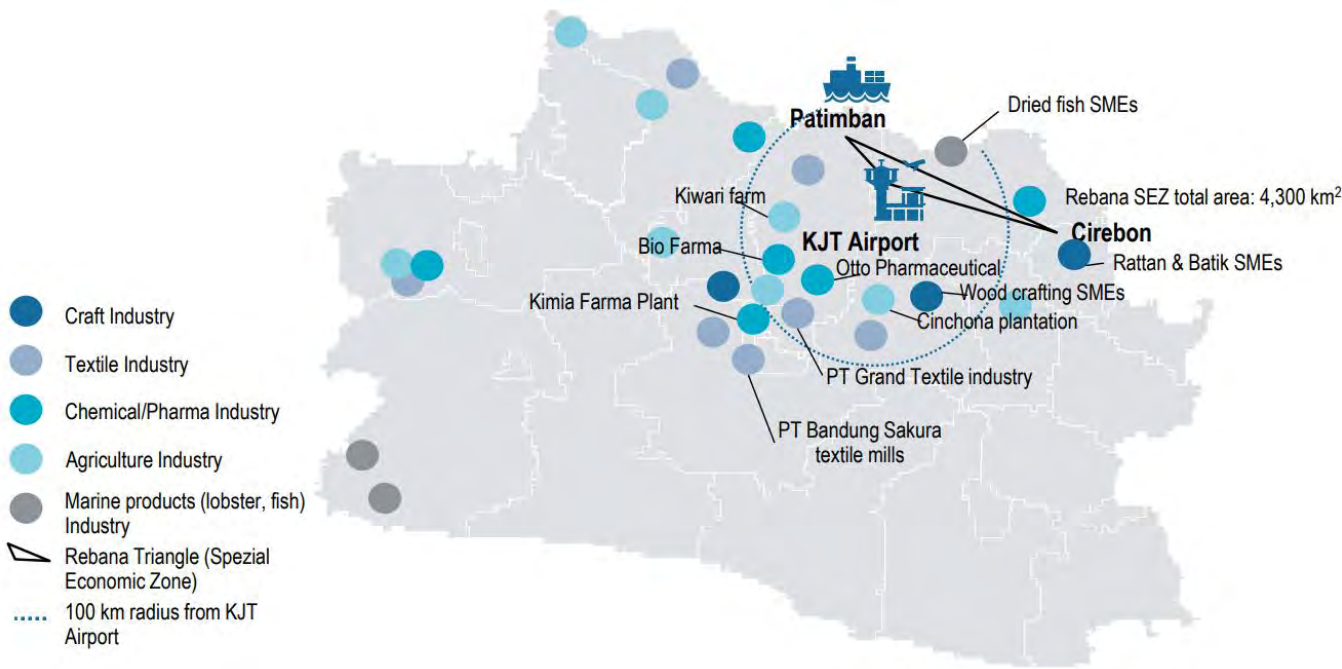 Patimban
Dried fish SMEs
Kiwari farm
Rebana SEZ total area: 4,300 km²
Bio Farma
KJT Airport
Cirebon
Otto Pharmaceutical
Rattan & Batik SMEs
Kimia Farma Plant
Wood crafting SMEs
Cinchona plantation
PT Grand Textile industry
PT Bandung Sakura
textile mills
Craft Industry
Textile Industry
Chemical/Pharma Industry
Agriculture Industry
Marine products (lobster, fish)
Industry
Rebana Triangle (Spezial
Economic Zone)
100 km radius from KJT
Airport